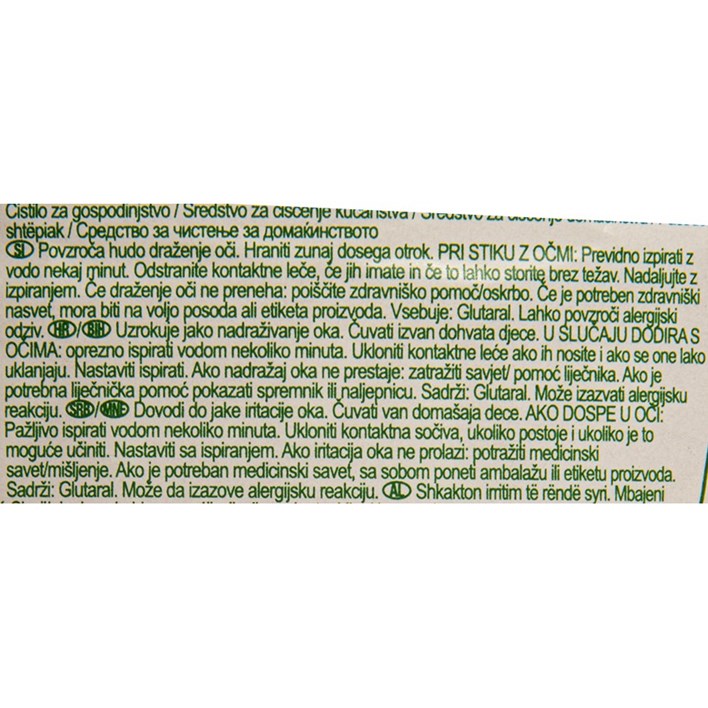 Čistilo za gospodinjstvo / Sredstvo za čišćenje kućanstva / Sredstvo za čišćenje
shtëpiak / Средство за чистење за домаќинството
SI Povzroča hudo draženje oči. Hraniti zunaj dosega otrok. PRI STIKU Z OČMI: Previdno izpirati z
vodo nekaj minut. Odstranite kontaktne leče, če jih imate in če to lahko storite brez težav. Nadaljujte z
izpiranjem. Če draženje oči ne preneha: poiščite zdravniško pomoč/oskrbo. Če je potreben zdravniški
nasvet, mora biti na voljo posoda ali etiketa proizvoda. Vsebuje: Glutaral. Lahko povzroči alergijski
odziv. HR/BIH Uzrokuje jako nadraživanje oka. Čuvati izvan dohvata djece. U SLUČAJU DODIRA S
OČIMA: oprezno ispirati vodom nekoliko minuta. Ukloniti kontaktne leće ako ih nosite i ako se one lako
uklanjaju. Nastaviti ispirati. Ako nadražaj oka ne prestaje: zatražiti savjet/ pomoć liječnika. Ako je
potrebna liječnička pomoć pokazati spremnik ili naljepnicu. Sadrži: Glutaral. Može izazvati alergijsku
reakciju. SRB/MNE Dovodi do jake iritacije oka. Čuvati van domašaja dece. AKO DOSPE U OČI:
Pažljivo ispirati vodom nekoliko minuta. Ukloniti kontaktna sočiva, ukoliko postoje i ukoliko je to
moguće učiniti. Nastaviti sa ispiranjem. Ako iritacija oka ne prolazi: potražiti medicinski
savet/mišljenje. Ako je potreban medicinski savet, sa sobom poneti ambalažu ili etiketu proizvoda.
Sadrži: Glutaral. Može da izazove alergijsku reakciju. AL Shkakton irritim të rëndë syri. Mbajeni